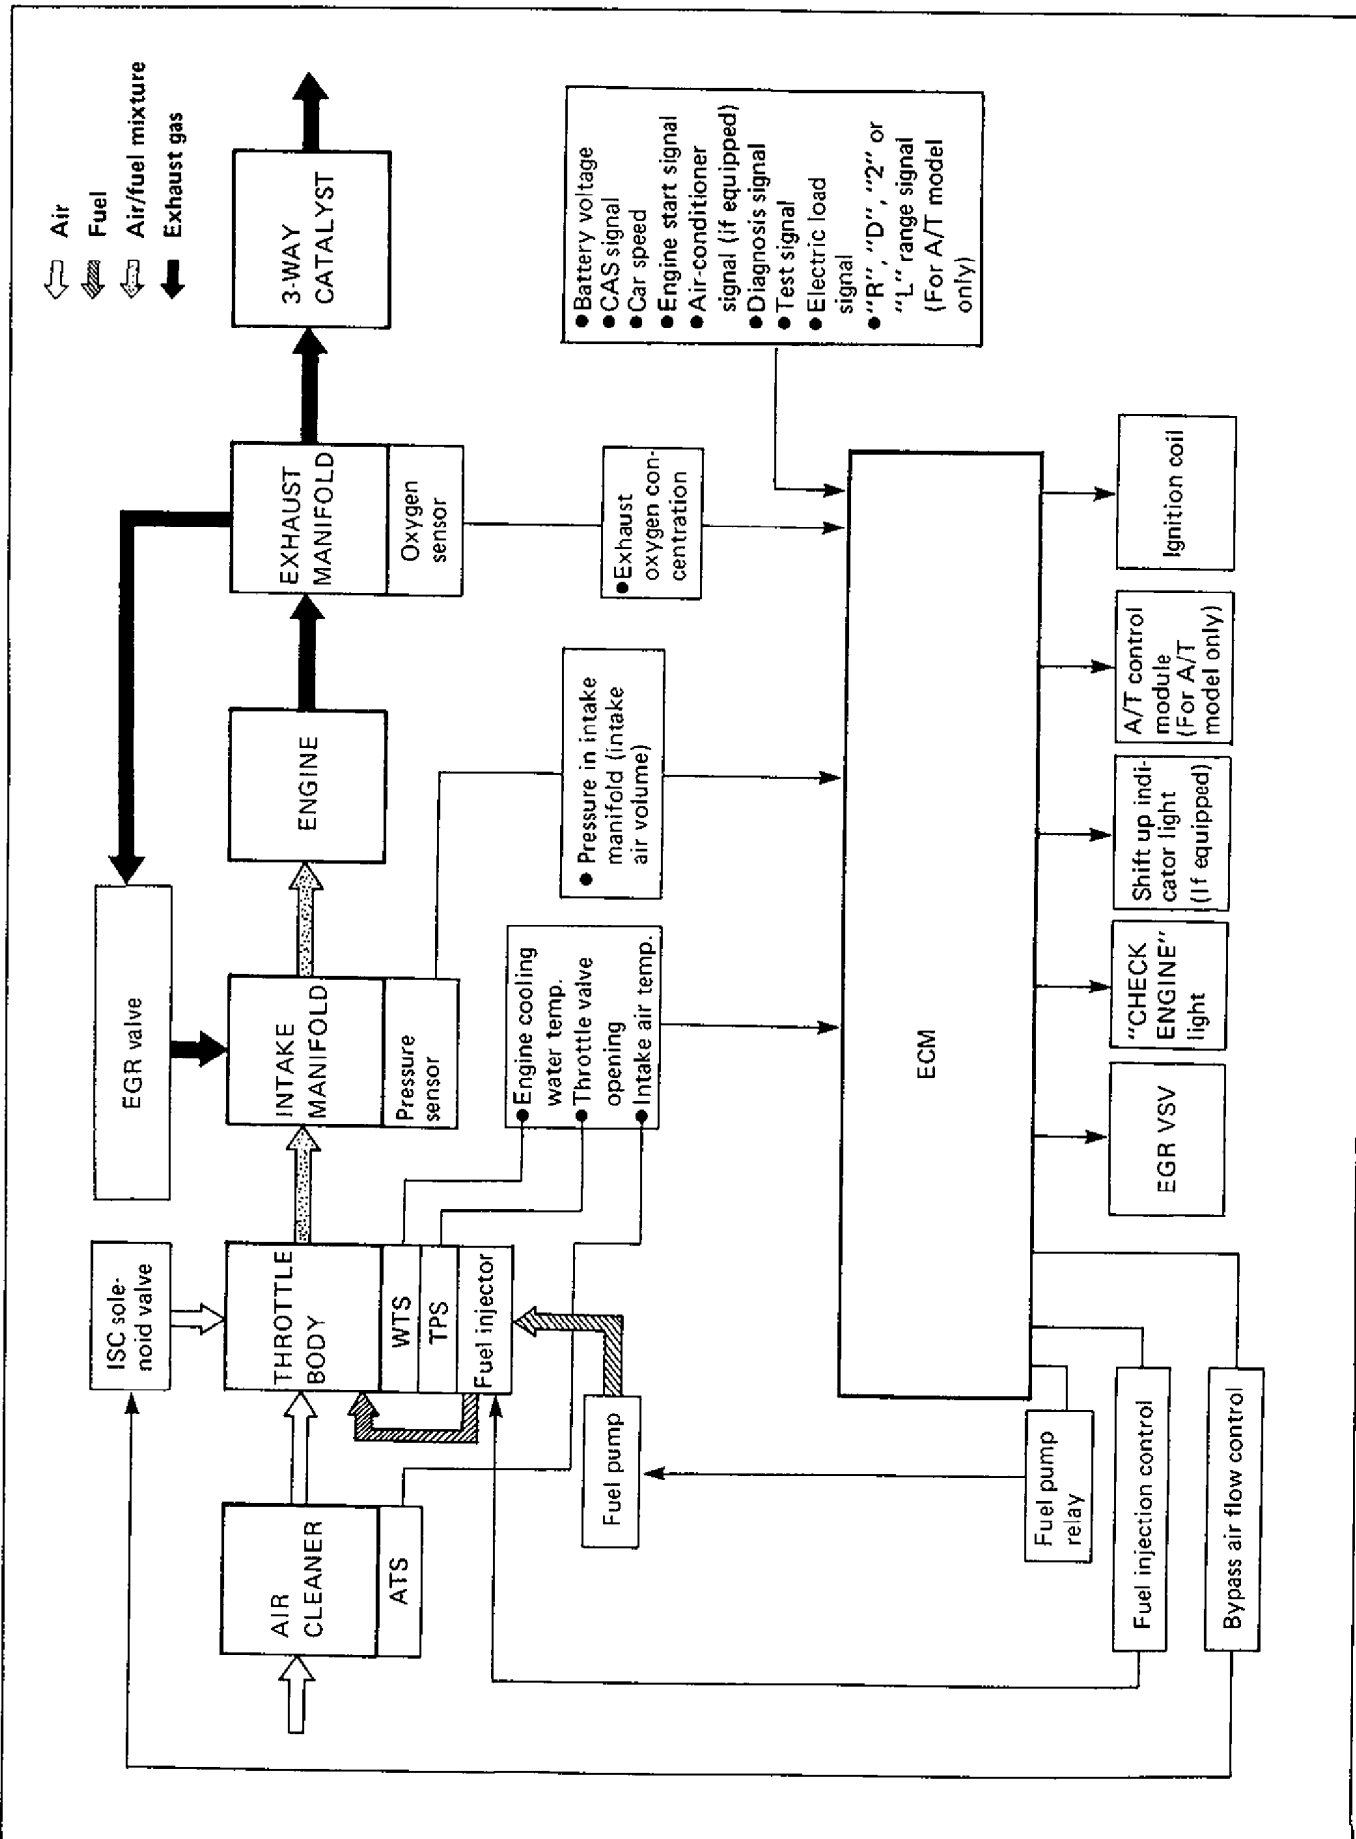 Air
Fuel
Air/fuel mixture
Exhaust gas
ISC sole-
noid valve
EGR valve
AIR
CLEANER
ATS
THROTTLE
BODY
WTS
TPS
Fuel injector
INTAKE
MANIFOLD
Pressure
sensor
ENGINE
EXHAUST
MANIFOLD
Oxygen
sensor
3-WAY
CATALYST
Fuel pump
●Engine cooling
water temp.
●Throttle valve
opening
●Intake air temp.
● Pressure in intake
manifold (intake
air volume)
●Exhaust
oxygen con-
centration
●Battery voltage
●CAS signal
●Car speed
●Engine start signal
●Air-conditioner
signal (if equipped)
●Diagnosis signal
●Test signal
●Electric load
signal
●"R", "D", "2" or
"L" range signal
(For A/T model
only)
ECM
Fuel pump
relay
Fuel injection control
Bypass air flow control
EGR VSV
"CHECK
ENGINE"
light
Shift up indi-
cator light
(If equipped)
A/T control
module
(For A/T
model only)
Ignition coil